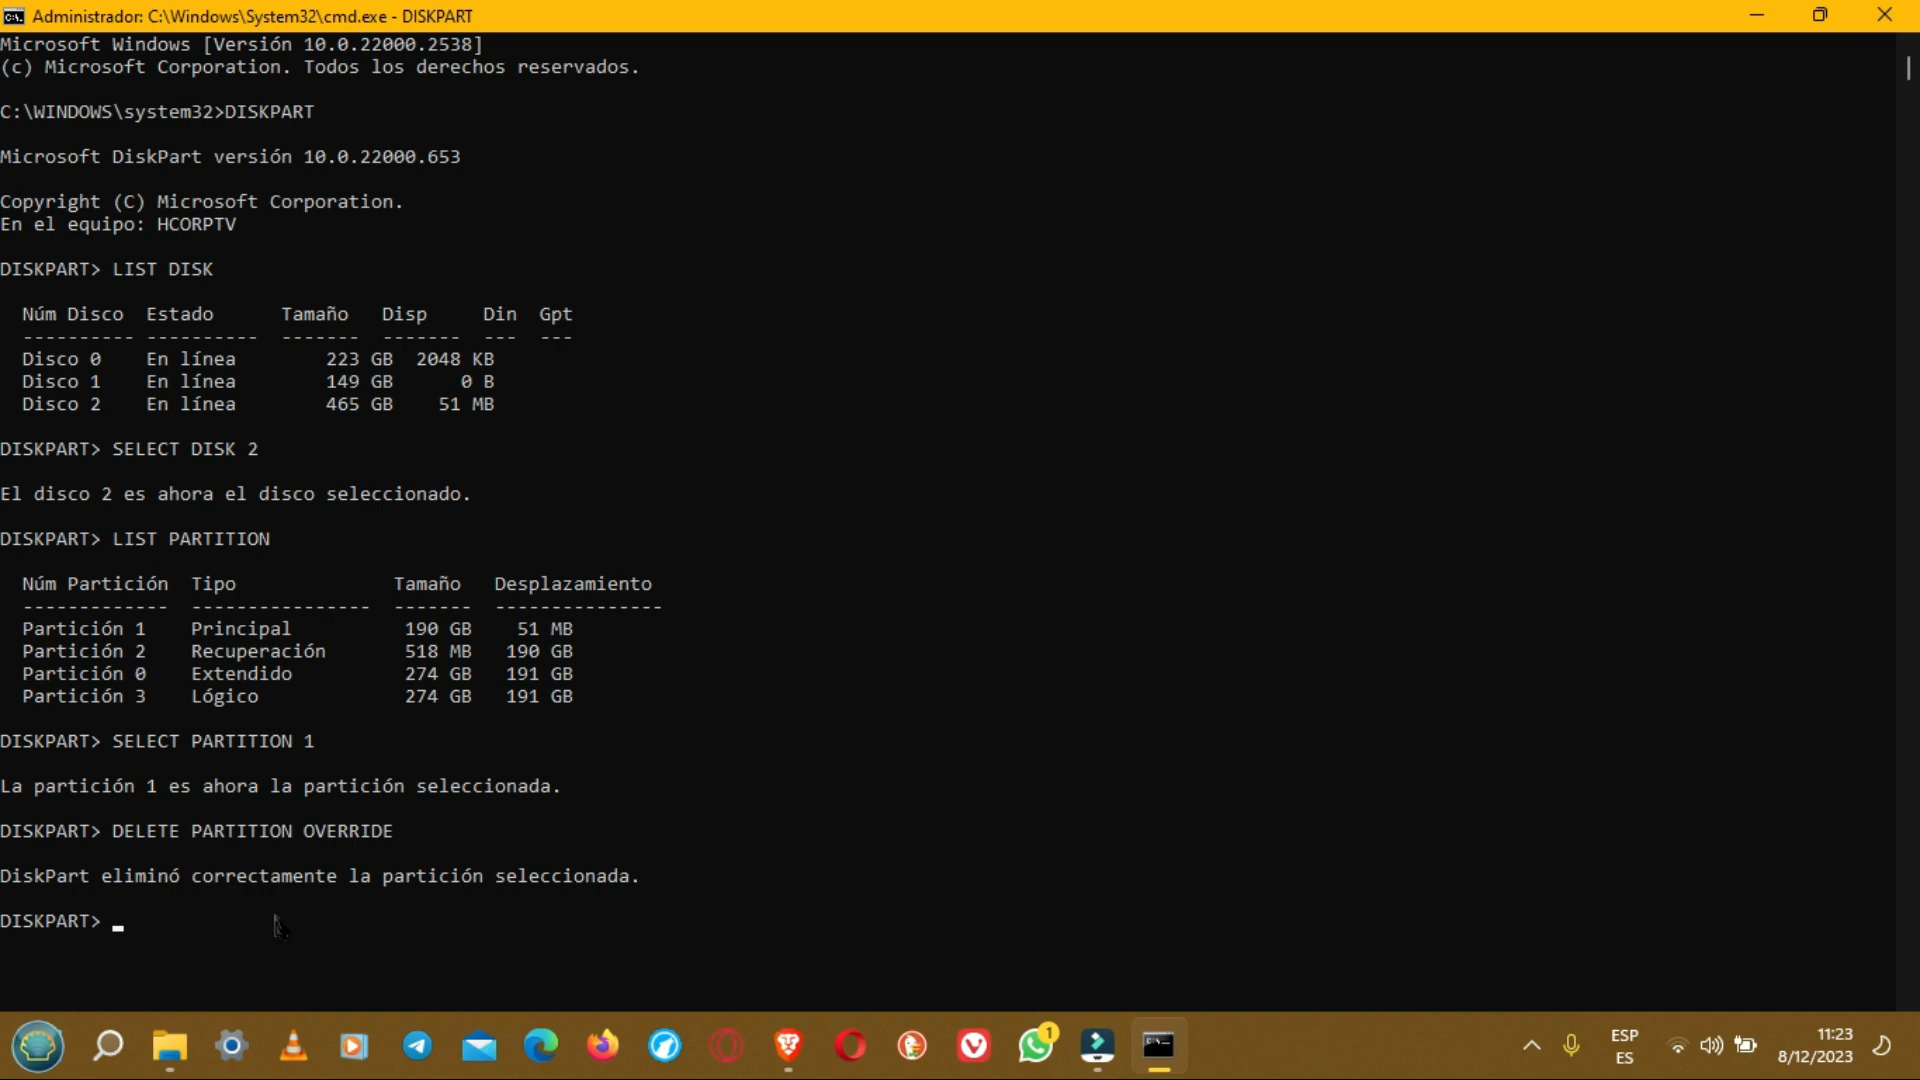 Administrador: C:\Windows\System32\cmd.exe - DISKPART
Microsoft Windows [Versión 10.0.22000.2538]
(c) Microsoft Corporation. Todos los derechos reservados.
C:\WINDOWS\system32>DISKPART
Microsoft DiskPart versión 10.0.22000.653
Copyright (C) Microsoft Corporation.
En el equipo: HCORPTV
DISKPART> LIST DISK
Núm Disco  Estado      Tamaño   Disp     Din  Gpt
---------- ----------  -------  ------- ---  ---
Disco 0    En línea        223 GB  2048 KB
Disco 1    En línea        149 GB      0 B
Disco 2    En línea        465 GB    51 MB
DISKPART> SELECT DISK 2
El disco 2 es ahora el disco seleccionado.
DISKPART> LIST PARTITION
Núm Partición  Tipo              Tamaño   Desplazamiento
-------------  ----------------  -------  ---------------
Partición 1    Principal          190 GB    51 MB
Partición 2    Recuperación       518 MB   190 GB
Partición 0    Extendido          274 GB   191 GB
Partición 3    Lógico             274 GB   191 GB
DISKPART> SELECT PARTITION 1
La partición 1 es ahora la partición seleccionada.
DISKPART> DELETE PARTITION OVERRIDE
DiskPart eliminó correctamente la partición seleccionada.
DISKPART>
1
ESP
ES
11:23
8/12/2023